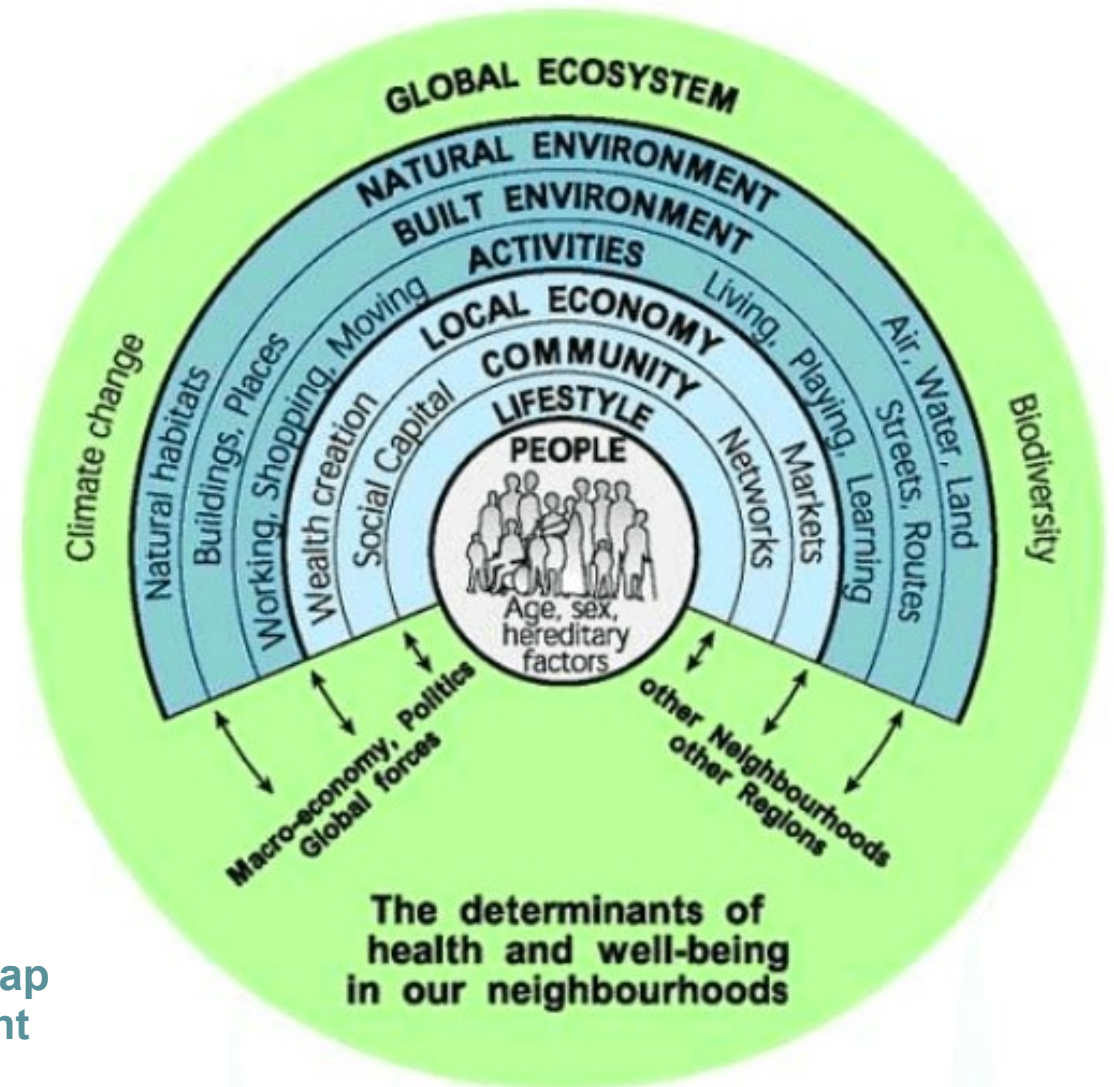 GLOBAL ECOSYSTEM
NATURAL ENVIRONMENT
BUILT ENVIRONMENT
ACTIVITIES
LOCAL ECONOMY
COMMUNITY
LIFESTYLE
PEOPLE
Age, sex,
hereditary
factors
Climate change
Natural habitats
Buildings, Places
Working, Shopping, Moving
Wealth creation
Social Capital
Living, Playing, Learning
Networks
Markets
Streets, Routes
Air, Water, Land
Biodiversity
Macro-economy, Politics
Global forces
other Neighbourhoods
other Regions
The determinants of
health and well-being
in our neighbourhoods
ap
nt